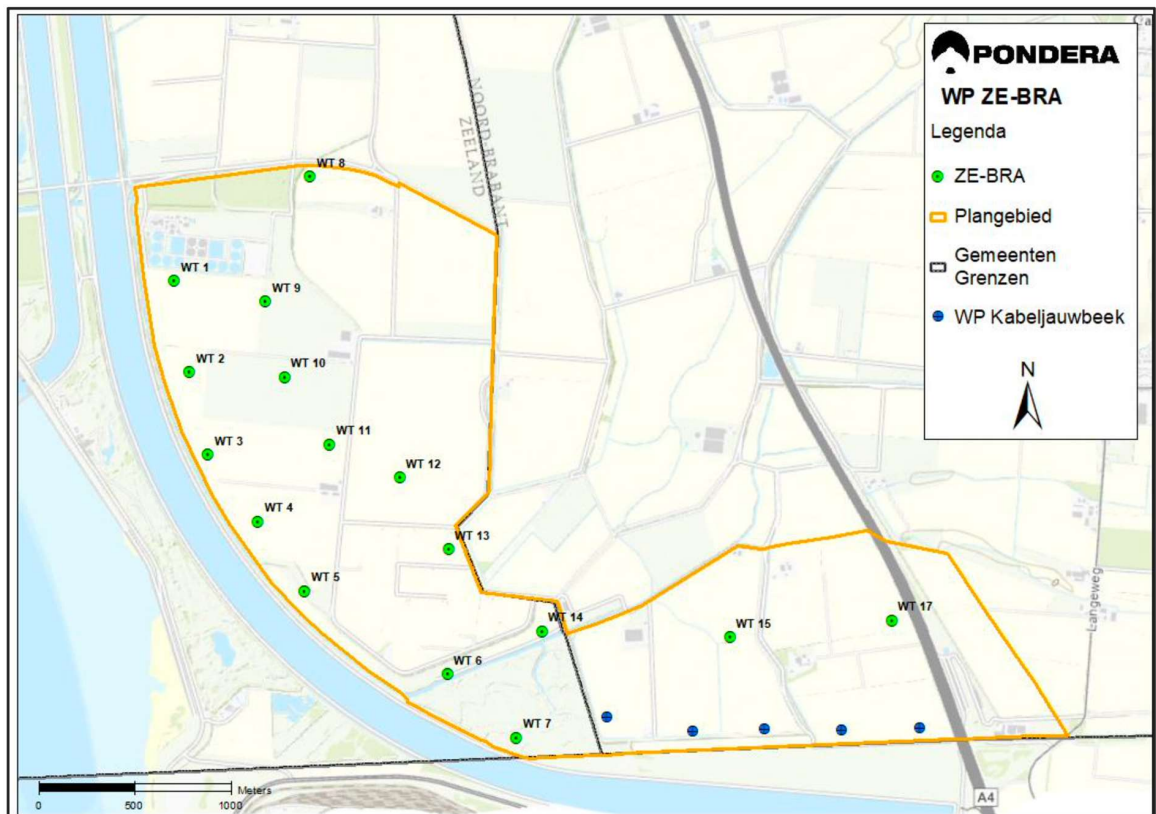 PONDERA
WP ZE-BRA
Legenda
ZE-BRA
Plangebied
Gemeenten
Grenzen
WP Kabeljauwbeek
N
NOORD-BRABANT
ZEELAND
WT 8
WT 1
WT 9
WT 2
WT 10
WT 3
WT 11
WT 12
WT 4
WT 13
WT 5
WT 14
WT 15
WT 17
WT 6
WT 7
Langeweg
A4
Meters
0 500 1000